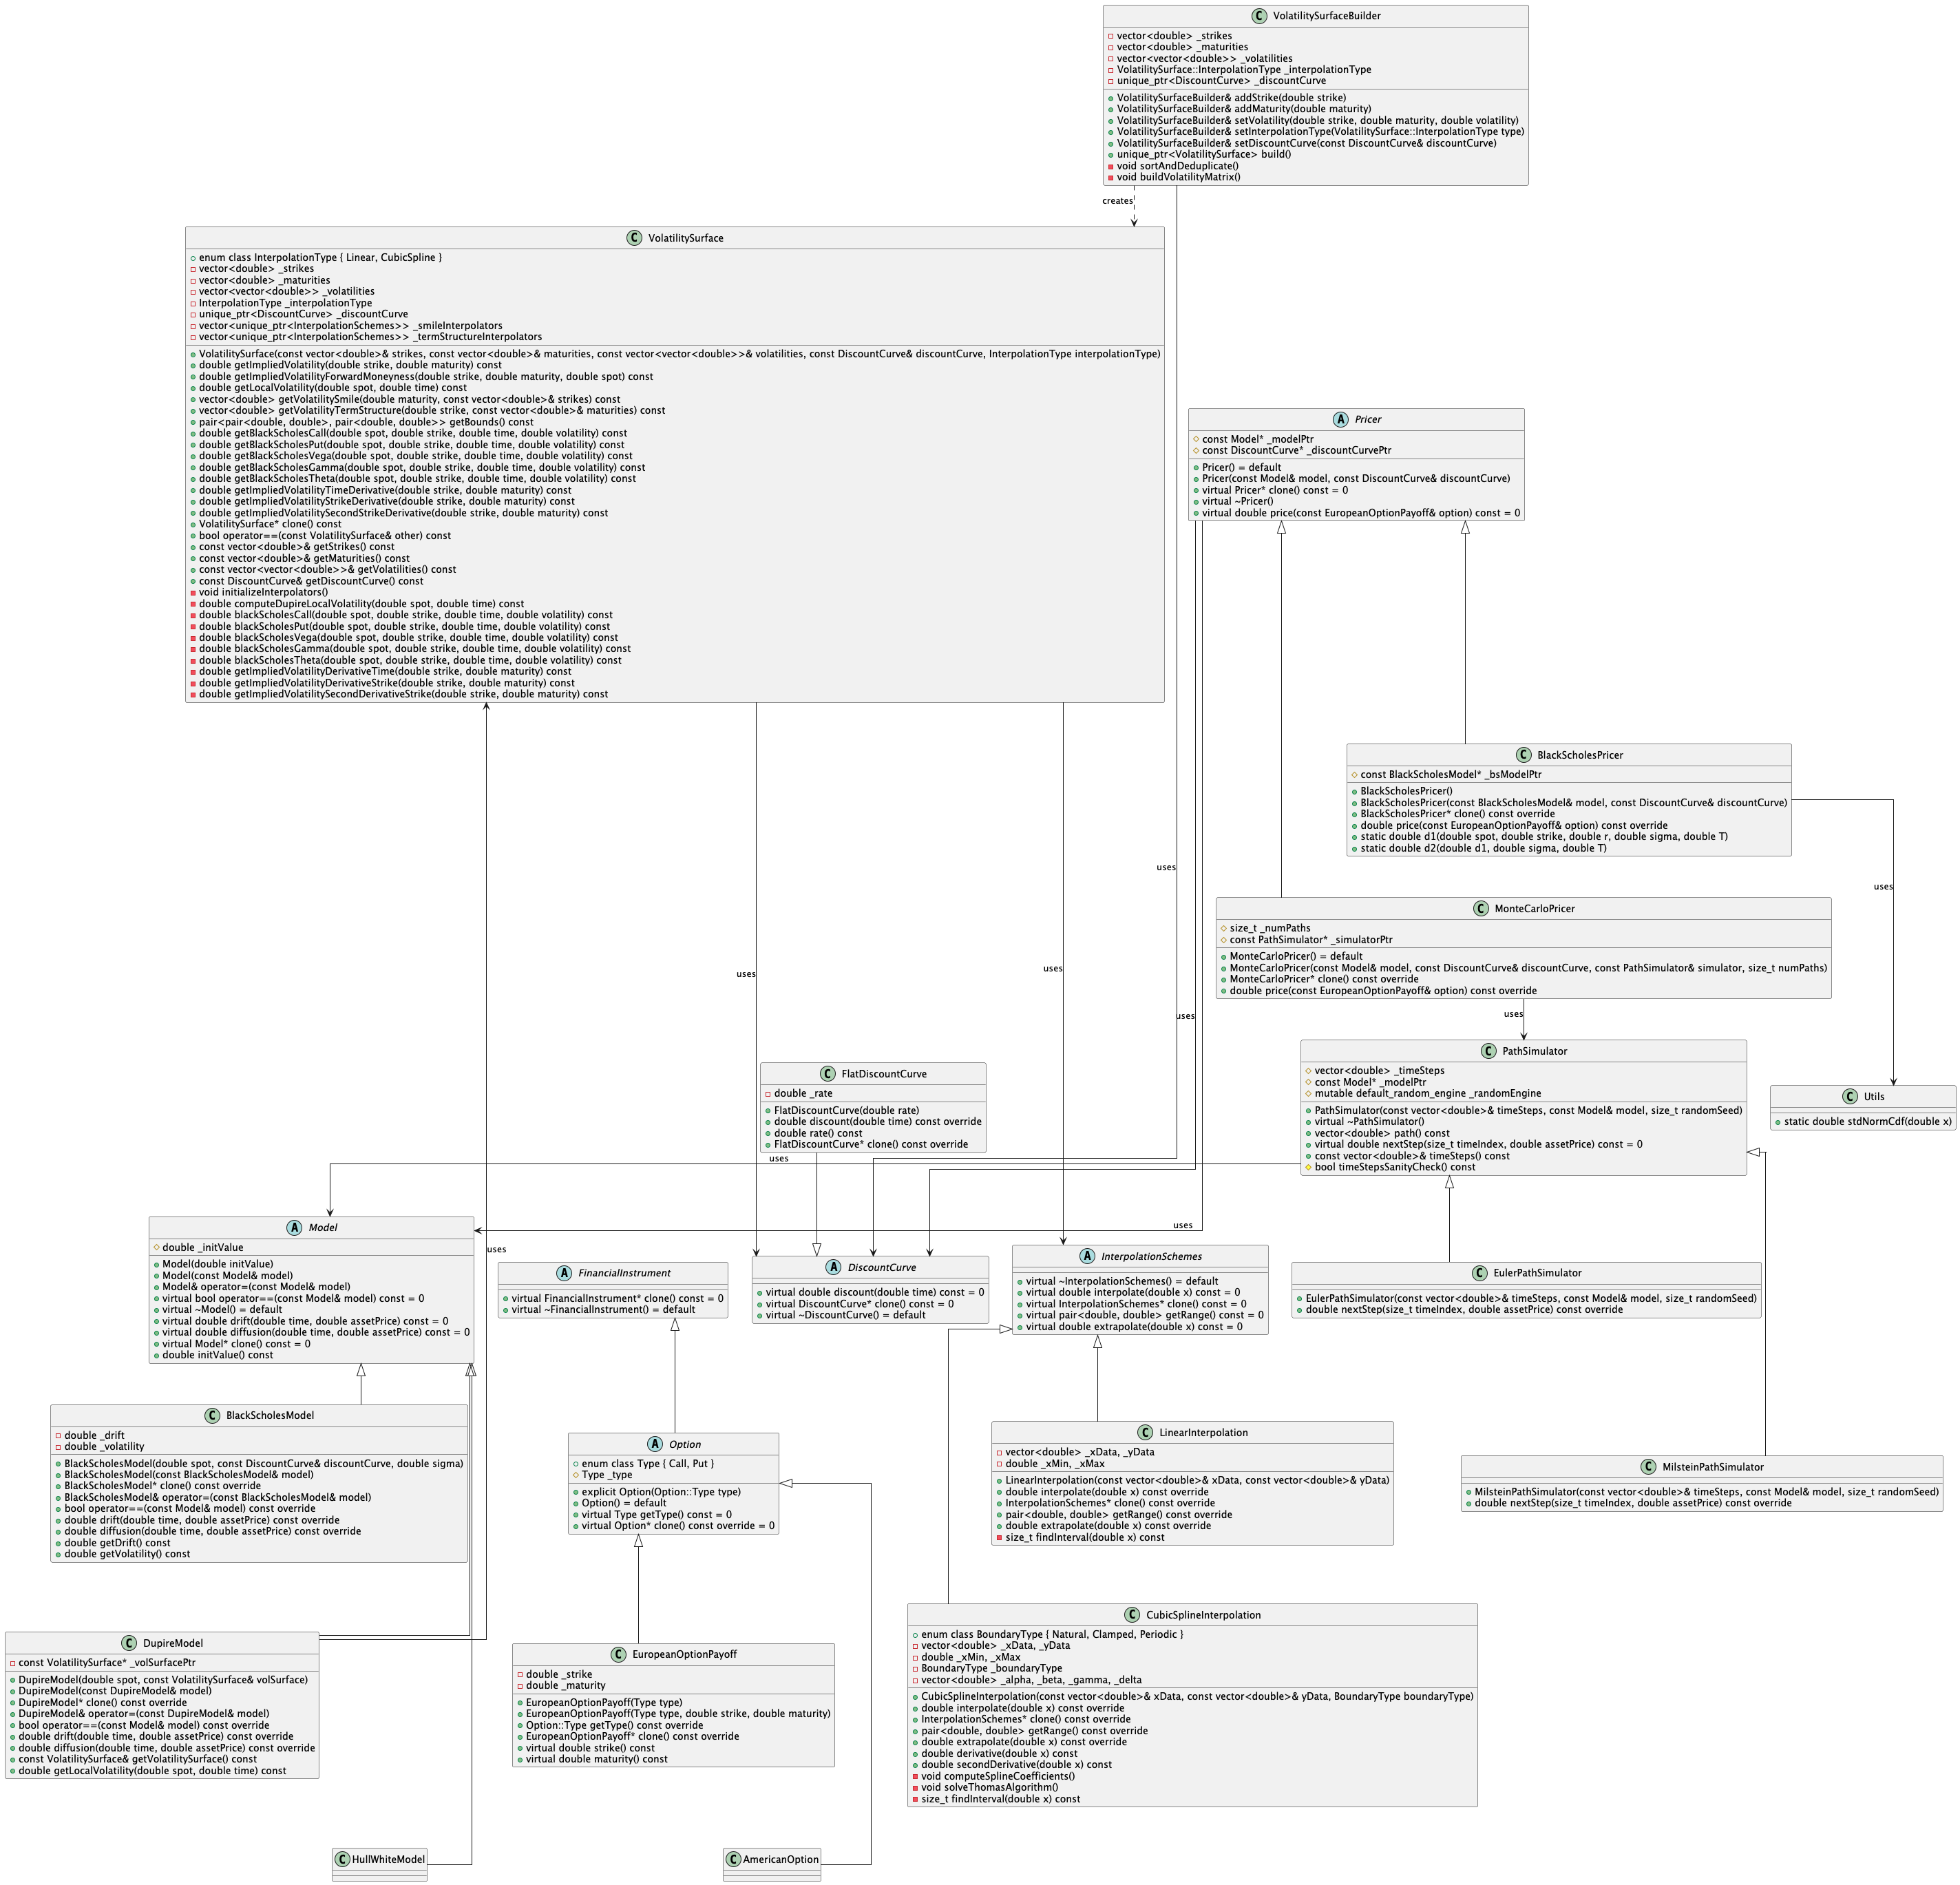 C VolatilitySurfaceBuilder
vector<double> _strikes
vector<double> _maturities
vector<vector<double>> _volatilities
VolatilitySurface::InterpolationType _interpolationType
unique_ptr<DiscountCurve> _discountCurve
VolatilitySurfaceBuilder& addStrike(double strike)
VolatilitySurfaceBuilder& addMaturity(double maturity)
VolatilitySurfaceBuilder& setVolatility(double strike, double maturity, double volatility)
VolatilitySurfaceBuilder& setInterpolationType(VolatilitySurface::InterpolationType type)
VolatilitySurfaceBuilder& setDiscountCurve(const DiscountCurve& discountCurve)
unique_ptr<VolatilitySurface> build()
void sortAndDeduplicate()
void buildVolatilityMatrix()
creates
C VolatilitySurface
enum class InterpolationType { Linear, CubicSpline }
vector<double> _strikes
vector<double> _maturities
vector<vector<double>> _volatilities
InterpolationType _interpolationType
unique_ptr<DiscountCurve> _discountCurve
vector<unique_ptr<InterpolationSchemes>> _smileInterpolators
vector<unique_ptr<InterpolationSchemes>> _termStructureInterpolators
VolatilitySurface(const vector<double>& strikes, const vector<double>& maturities, const vector<vector<double>>& volatilities, const DiscountCurve& discountCurve, InterpolationType interpolationType)
double getImpliedVolatility(double strike, double maturity) const
double getImpliedVolatilityForwardMoneyness(double strike, double maturity, double spot) const
double getLocalVolatility(double spot, double time) const
vector<double> getVolatilitySmile(double maturity, const vector<double>& strikes) const
vector<double> getVolatilityTermStructure(double strike, const vector<double>& maturities) const
pair<pair<double, double>, pair<double, double>> getBounds() const
double getBlackScholesCall(double spot, double strike, double time, double volatility) const
double getBlackScholesPut(double spot, double strike, double time, double volatility) const
double getBlackScholesVega(double spot, double strike, double time, double volatility) const
double getBlackScholesGamma(double spot, double strike, double time, double volatility) const
double getBlackScholesTheta(double spot, double strike, double time, double volatility) const
double getImpliedVolatilityTimeDerivative(double strike, double maturity) const
double getImpliedVolatilityStrikeDerivative(double strike, double maturity) const
double getImpliedVolatilitySecondStrikeDerivative(double strike, double maturity) const
VolatilitySurface* clone() const
bool operator==(const VolatilitySurface& other) const
const vector<double>& getStrikes() const
const vector<double>& getMaturities() const
const vector<vector<double>>& getVolatilities() const
const DiscountCurve& getDiscountCurve() const
void initializeInterpolators()
double computeDupireLocalVolatility(double spot, double time) const
double blackScholesCall(double spot, double strike, double time, double volatility) const
double blackScholesPut(double spot, double strike, double time, double volatility) const
double blackScholesVega(double spot, double strike, double time, double volatility) const
double blackScholesGamma(double spot, double strike, double time, double volatility) const
double blackScholesTheta(double spot, double strike, double time, double volatility) const
double getImpliedVolatilityDerivativeTime(double strike, double maturity) const
double getImpliedVolatilityDerivativeStrike(double strike, double maturity) const
double getImpliedVolatilitySecondDerivativeStrike(double strike, double maturity) const
A Pricer
const Model* _modelPtr
const DiscountCurve* _discountCurvePtr
Pricer() = default
Pricer(const Model& model, const DiscountCurve& discountCurve)
virtual Pricer* clone() const = 0
virtual ~Pricer()
virtual double price(const EuropeanOptionPayoff& option) const = 0
C BlackScholesPricer
const BlackScholesModel* _bsModelPtr
BlackScholesPricer()
BlackScholesPricer(const BlackScholesModel& model, const DiscountCurve& discountCurve)
BlackScholesPricer* clone() const override
double price(const EuropeanOptionPayoff& option) const override
static double d1(double spot, double strike, double r, double sigma, double T)
static double d2(double d1, double sigma, double T)
uses
uses
C MonteCarloPricer
size_t _numPaths
const PathSimulator* _simulatorPtr
MonteCarloPricer() = default
MonteCarloPricer(const Model& model, const DiscountCurve& discountCurve, const PathSimulator& simulator, size_t numPaths)
MonteCarloPricer* clone() const override
double price(const EuropeanOptionPayoff& option) const override
uses
uses
uses
uses
C PathSimulator
vector<double> _timeSteps
const Model* _modelPtr
mutable default_random_engine _randomEngine
PathSimulator(const vector<double>& timeSteps, const Model& model, size_t randomSeed)
virtual ~PathSimulator()
vector<double> path() const
virtual double nextStep(size_t timeIndex, double assetPrice) const = 0
const vector<double>& timeSteps() const
bool timeStepsSanityCheck() const
C FlatDiscountCurve
double _rate
FlatDiscountCurve(double rate)
double discount(double time) const override
double rate() const
FlatDiscountCurve* clone() const override
C Utils
static double stdNormCdf(double x)
uses
uses
uses
A Model
double _initValue
Model(double initValue)
Model(const Model& model)
Model& operator=(const Model& model)
virtual bool operator==(const Model& model) const = 0
virtual ~Model() = default
virtual double drift(double time, double assetPrice) const = 0
virtual double diffusion(double time, double assetPrice) const = 0
virtual Model* clone() const = 0
double initValue() const
A FinancialInstrument
virtual FinancialInstrument* clone() const = 0
virtual ~FinancialInstrument() = default
A DiscountCurve
virtual double discount(double time) const = 0
virtual DiscountCurve* clone() const = 0
virtual ~DiscountCurve() = default
A InterpolationSchemes
virtual ~InterpolationSchemes() = default
virtual double interpolate(double x) const = 0
virtual InterpolationSchemes* clone() const = 0
virtual pair<double, double> getRange() const = 0
virtual double extrapolate(double x) const = 0
C EulerPathSimulator
EulerPathSimulator(const vector<double>& timeSteps, const Model& model, size_t randomSeed)
double nextStep(size_t timeIndex, double assetPrice) const override
C BlackScholesModel
double _drift
double _volatility
BlackScholesModel(double spot, const DiscountCurve& discountCurve, double sigma)
BlackScholesModel(const BlackScholesModel& model)
BlackScholesModel* clone() const override
BlackScholesModel& operator=(const BlackScholesModel& model)
bool operator==(const Model& model) const override
double drift(double time, double assetPrice) const override
double diffusion(double time, double assetPrice) const override
double getDrift() const
double getVolatility() const
A Option
enum class Type { Call, Put }
Type _type
explicit Option(Option::Type type)
Option() = default
virtual Type getType() const = 0
virtual Option* clone() const override = 0
C LinearInterpolation
vector<double> _xData, _yData
double _xMin, _xMax
LinearInterpolation(const vector<double>& xData, const vector<double>& yData)
double interpolate(double x) const override
InterpolationSchemes* clone() const override
pair<double, double> getRange() const override
double extrapolate(double x) const override
size_t findInterval(double x) const
C MilsteinPathSimulator
MilsteinPathSimulator(const vector<double>& timeSteps, const Model& model, size_t randomSeed)
double nextStep(size_t timeIndex, double assetPrice) const override
C DupireModel
const VolatilitySurface* _volSurfacePtr
DupireModel(double spot, const VolatilitySurface& volSurface)
DupireModel(const DupireModel& model)
DupireModel* clone() const override
DupireModel& operator=(const DupireModel& model)
bool operator==(const Model& model) const override
double drift(double time, double assetPrice) const override
double diffusion(double time, double assetPrice) const override
const VolatilitySurface& getVolatilitySurface() const
double getLocalVolatility(double spot, double time) const
C EuropeanOptionPayoff
double _strike
double _maturity
EuropeanOptionPayoff(Type type)
EuropeanOptionPayoff(Type type, double strike, double maturity)
Option::Type getType() const override
EuropeanOptionPayoff* clone() const override
virtual double strike() const
virtual double maturity() const
C CubicSplineInterpolation
enum class BoundaryType { Natural, Clamped, Periodic }
vector<double> _xData, _yData
double _xMin, _xMax
BoundaryType _boundaryType
vector<double> _alpha, _beta, _gamma, _delta
CubicSplineInterpolation(const vector<double>& xData, const vector<double>& yData, BoundaryType boundaryType)
double interpolate(double x) const override
InterpolationSchemes* clone() const override
pair<double, double> getRange() const override
double extrapolate(double x) const override
double derivative(double x) const
double secondDerivative(double x) const
void computeSplineCoefficients()
void solveThomasAlgorithm()
size_t findInterval(double x) const
C HullWhiteModel
C AmericanOption